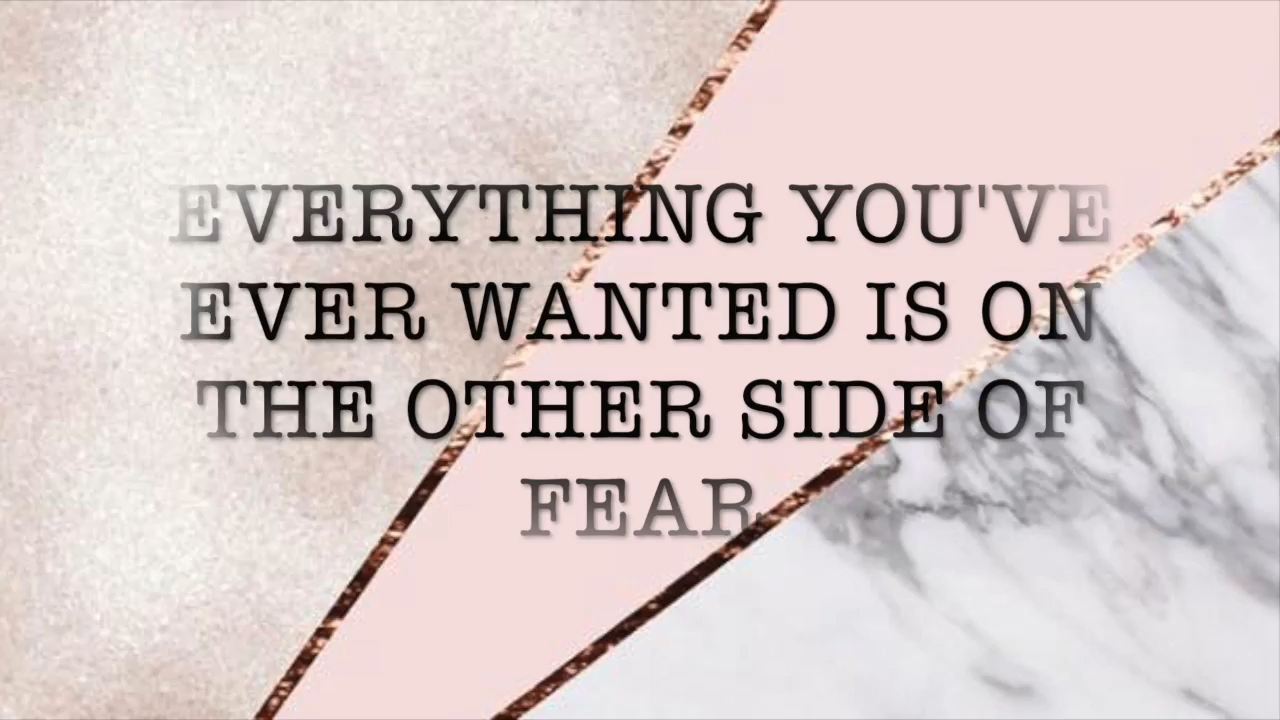 EVERYTHING YOU'VE
EVER WANTED IS ON
THE OTHER SIDE OF
FEAR